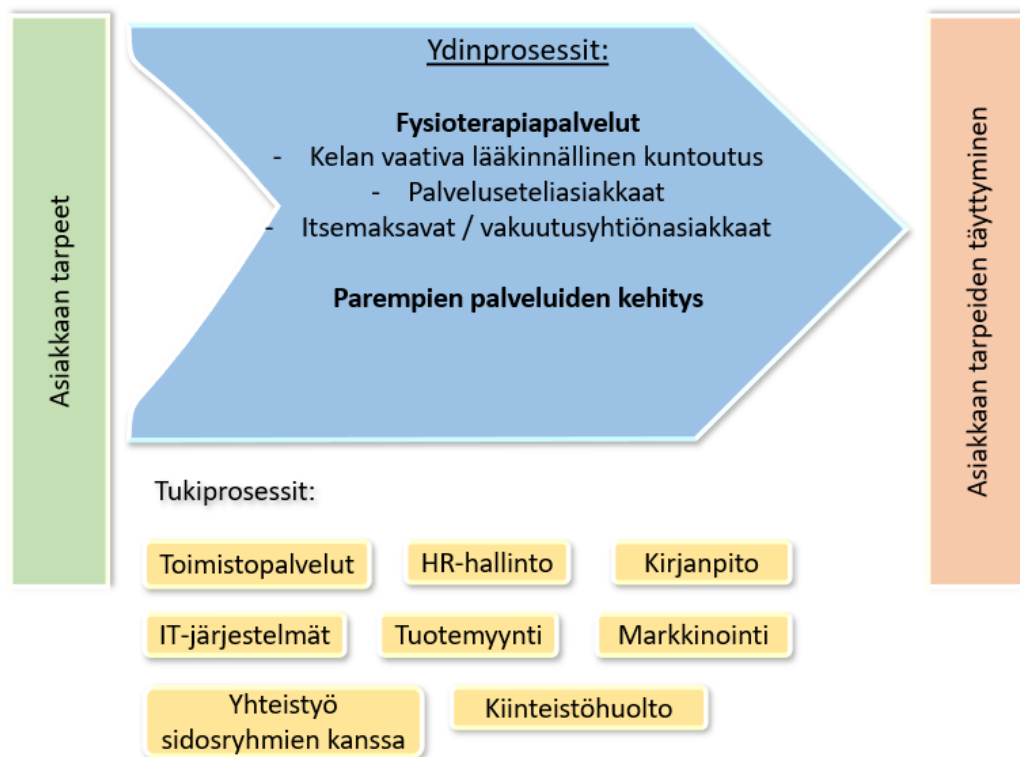 Asiakkaan tarpeet
Ydinprosessit:
Fysioterapiapalvelut
- Kelan vaativa lääkinnällinen kuntoutus
- Palveluseteliasiakkaat
- Itsemaksavat / vakuutusyhtiönasiakkaat
Parempien palveluiden kehitys
Asiakkaan tarpeiden täyttyminen
Tukiprosessit:
Toimistopalvelut
HR-hallinto
Kirjanpito
IT-järjestelmät
Tuotemyynti
Markkinointi
Yhteistyö
sidosryhmien kanssa
Kiinteistöhuolto